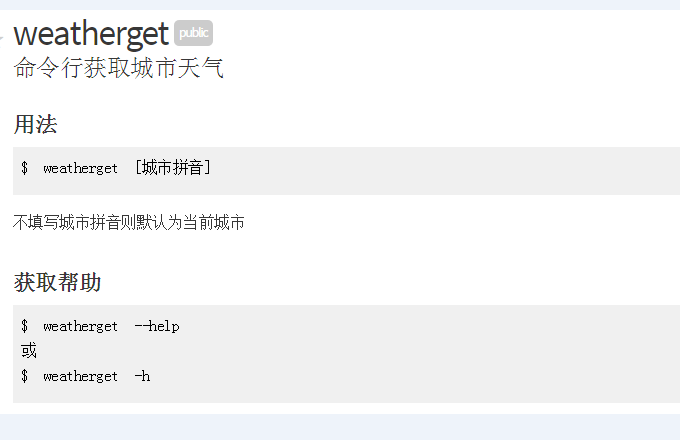 weatherget public
命令行获取城市天气
用法
$ weatherget [城市拼音]
不填写城市拼音则默认为当前城市
获取帮助
$ weatherget --help
或
$ weatherget -h